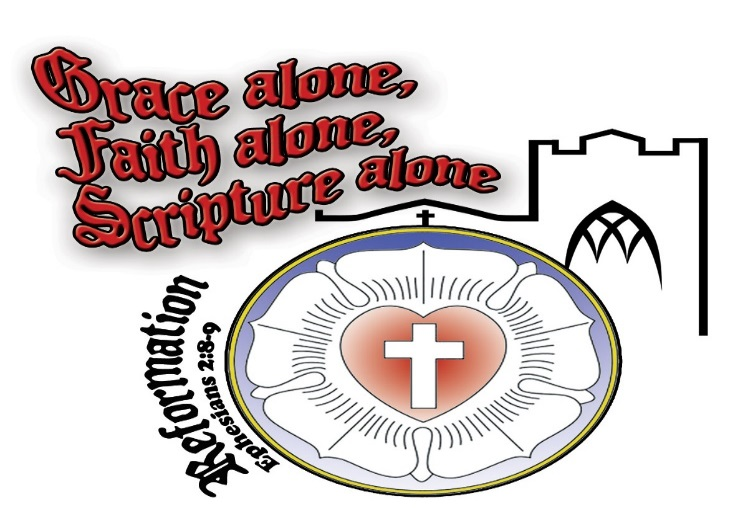 Grace alone,
Faith alone,
Scripture alone
Reformation
Ephesians 2:8-9